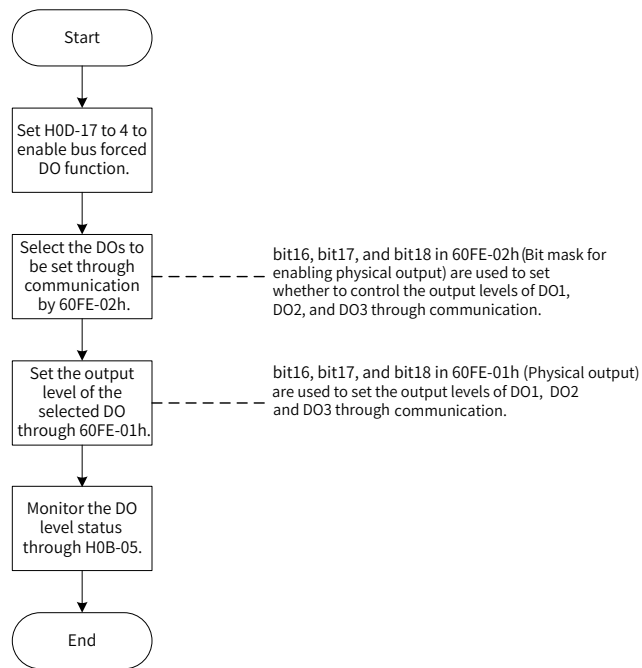 Start
Set H0D-17 to 4 to
enable bus forced
DO function.
Select the DOs to
be set through
communication
by 60FE-02h.
bit16, bit17, and bit18 in 60FE-02h (Bit mask for
enabling physical output) are used to set
whether to control the output levels of DO1,
DO2, and DO3 through communication.
Set the output
level of the
selected DO
through 60FE-01h.
bit16, bit17, and bit18 in 60FE-01h (Physical output)
are used to set the output levels of DO1, DO2
and DO3 through communication.
Monitor the DO
level status
through H0B-05.
End